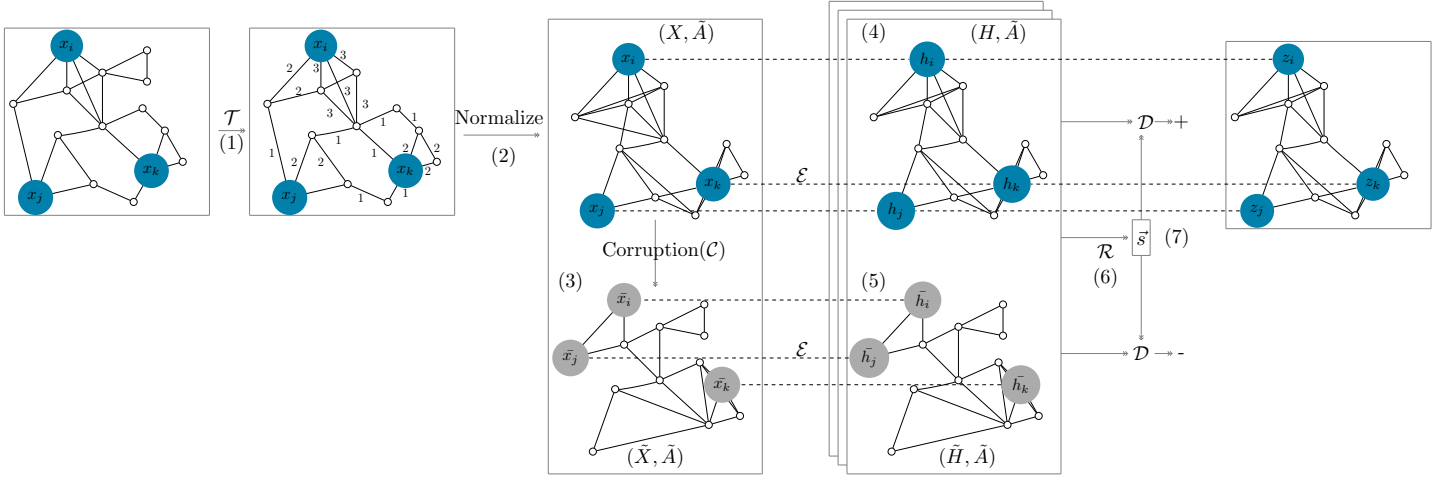 x_i
x_k
x_j
𝒯
(1)
x_i
3
2
3
3
2
3
3
1
1
1
1
2
2
2
1
2
2
x_k
x_j
1
1
Normalize
(2)
(X, Ã)
x_i
x_k
x_j
Corruption(𝒞)
(3)
x̄_i
x̄_j
x̄_k
(X̃, Ã)
ℰ
ℰ
(4)
(H, Ã)
h_i
h_k
h_j
(5)
h̄_i
h̄_j
h̄_k
(H̃, Ã)
𝒟
+
s⃗
(7)
ℛ
(6)
𝒟
-
z_i
z_k
z_j